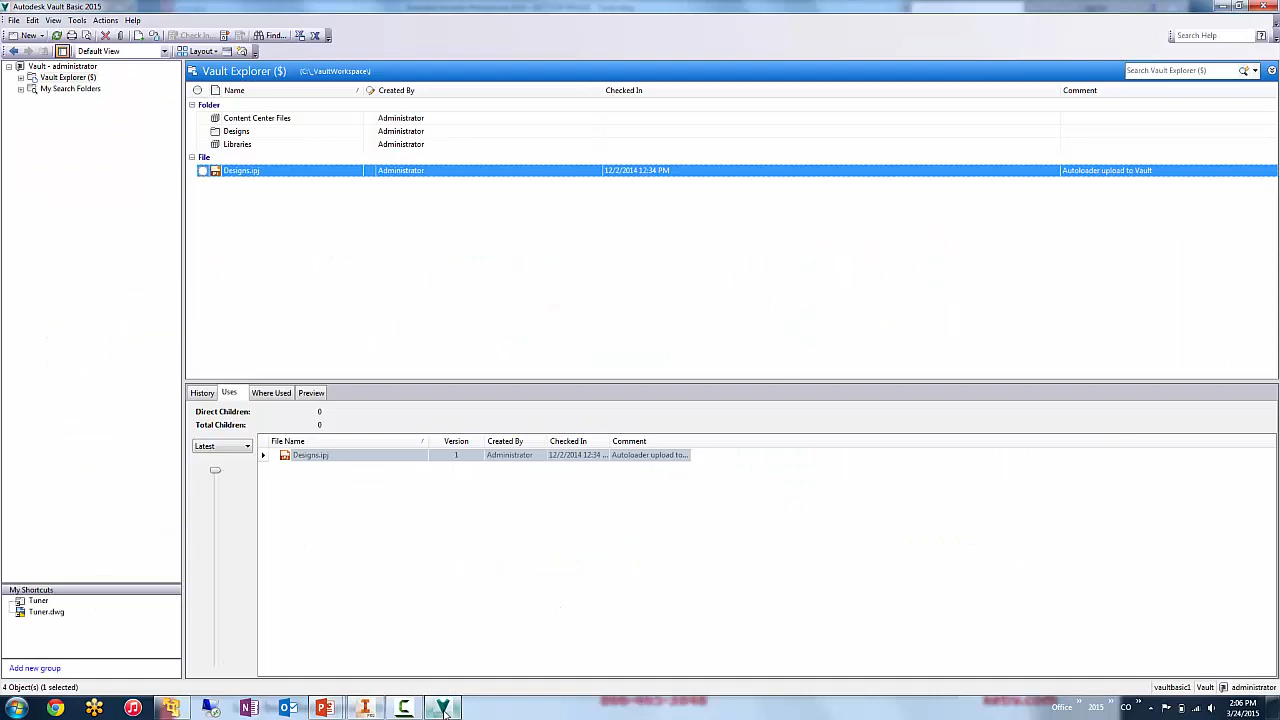 Autodesk Vault Basic 2015
File Edit View Tools Actions Help
New Check In... Find... Search Help
Default View Layout
Vault - administrator
Vault Explorer ($)
My Search Folders
Vault Explorer ($) (C:\_VaultWorkspace\) Search Vault Explorer ($)
Name Created By Checked In Comment
Folder
Content Center Files Administrator
Designs Administrator
Libraries Administrator
File
Designs.ipj Administrator 12/2/2014 12:34 PM Autoloader upload to Vault
History Uses Where Used Preview
Direct Children: 0
Total Children: 0
Latest
File Name Version Created By Checked In Comment
Designs.ipj 1 Administrator 12/2/2014 12:34 ... Autoloader upload to...
My Shortcuts
Tuner
Tuner.dwg
Add new group
4 Object(s) (1 selected) vaultbasic1 Vault administrator
Office 2015 CO
2:06 PM
3/24/2015